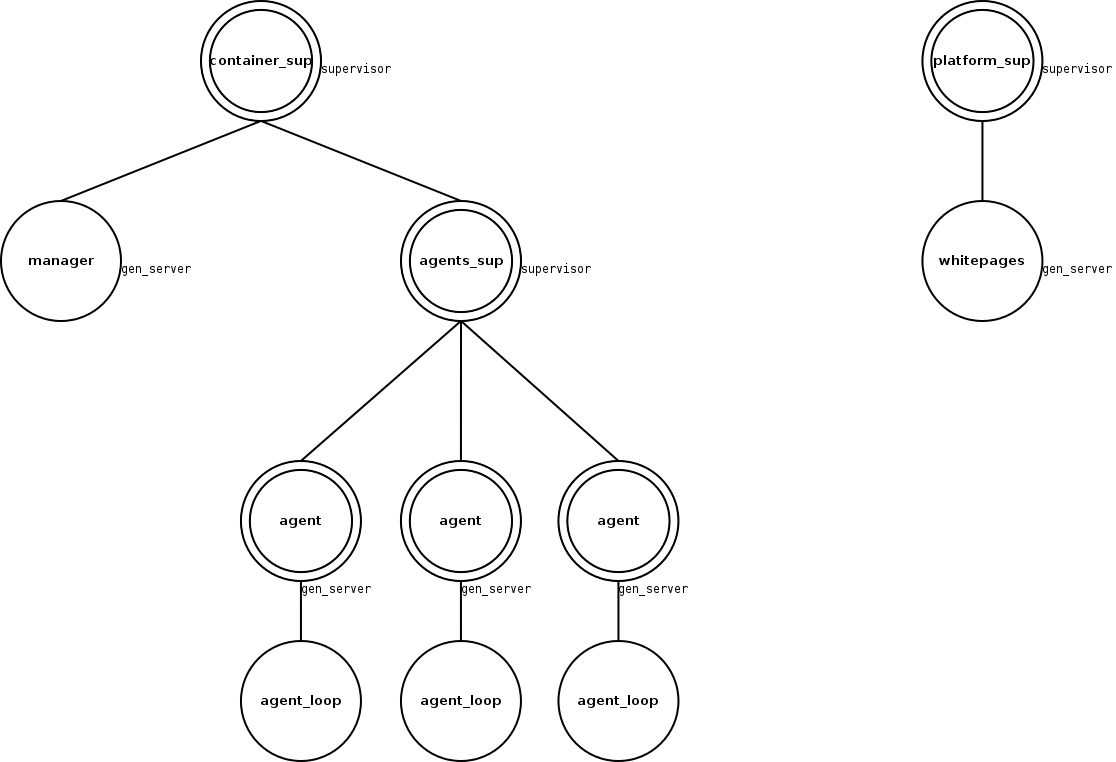 container_sup
supervisor
platform_sup
supervisor
manager
gen_server
agents_sup
supervisor
whitepages
gen_server
agent
gen_server
agent
gen_server
agent
gen_server
agent_loop
agent_loop
agent_loop